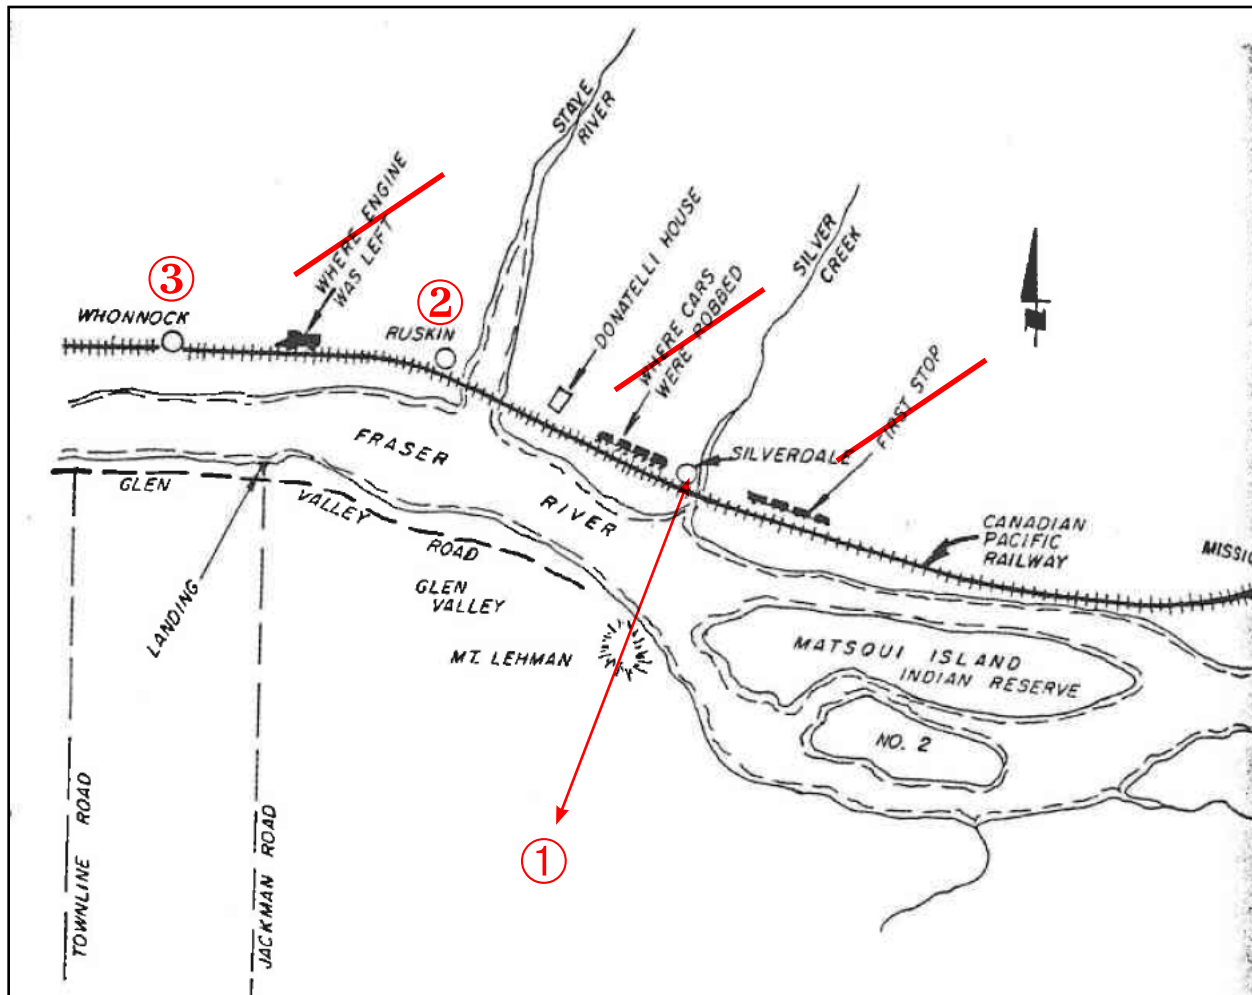 STAVE
RIVER
WHERE ENGINE
WAS LEFT
③
WHONNOCK
②
RUSKIN
DONATELLI HOUSE
WHERE CARS
WERE ROBBED
SILVER
CREEK
FIRST STOP
SILVERDALE
FRASER
RIVER
CANADIAN
PACIFIC
RAILWAY
MISSIO
GLEN
VALLEY
ROAD
GLEN
VALLEY
LANDING
MT. LEHMAN
MATSQUI ISLAND
INDIAN RESERVE
NO. 2
①
TOWNLINE ROAD
JACKMAN ROAD
N